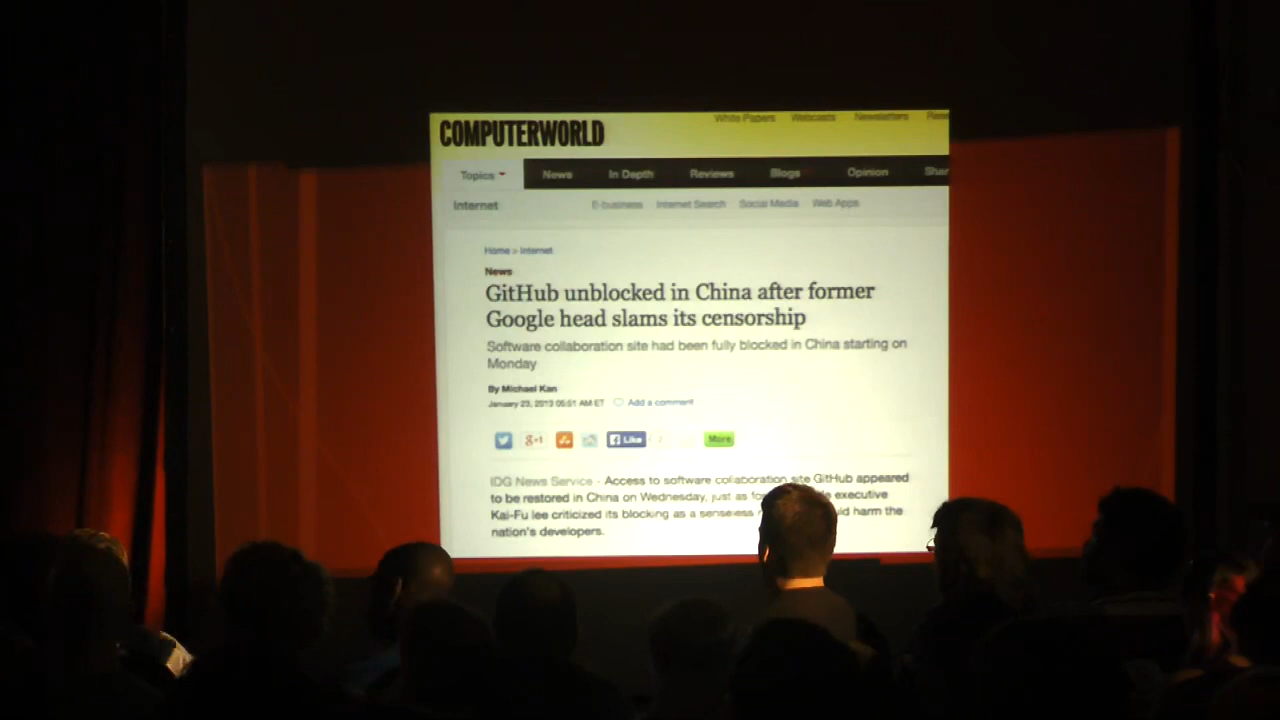 White Papers Webcasts Newsletters
COMPUTERWORLD
Topics News In Depth Reviews Blogs Opinion Shar
Internet E-business Internet Search Social Media Web Apps
Home > Internet
News
GitHub unblocked in China after former
Google head slams its censorship
Software collaboration site had been fully blocked in China starting on
Monday
By Michael Kan
January 23, 2013 05:51 AM ET Add a comment
g+1 Like More
IDG News Service - Access to software collaboration site GitHub appeared
to be restored in China on Wednesday, just as executive
Kai-Fu lee criticized its blocking as a senseless harm the
nation's developers.